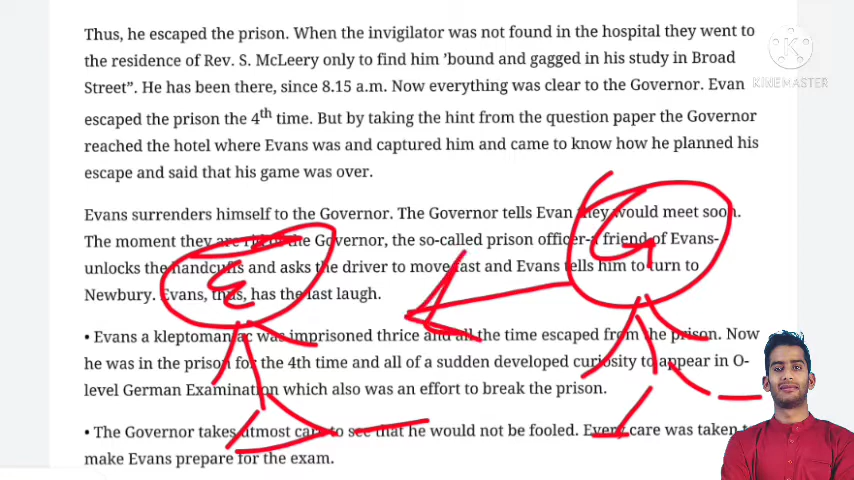 Thus, he escaped the prison. When the invigilator was not found in the hospital they went to
the residence of Rev. S. McLeery only to find him 'bound and gagged in his study in Broad
Street”. He has been there, since 8.15 a.m. Now everything was clear to the Governor. Evan
escaped the prison the 4th time. But by taking the hint from the question paper the Governor
reached the hotel where Evans was and captured him and came to know how he planned his
escape and said that his game was over.
Evans surrenders himself to the Governor. The Governor tells Evan they would meet soon.
The moment they are rid of the Governor, the so-called prison officer-a friend of Evans-
unlocks the handcuffs and asks the driver to move fast and Evans tells him to turn to
Newbury. Evans, thus, has the last laugh.
• Evans a kleptomaniac was imprisoned thrice and all the time escaped from the prison. Now
he was in the prison for the 4th time and all of a sudden developed curiosity to appear in O-
level German Examination which also was an effort to break the prison.
• The Governor takes utmost care to see that he would not be fooled. Every care was taken to
make Evans prepare for the exam.
E
G
K
KINEMASTER